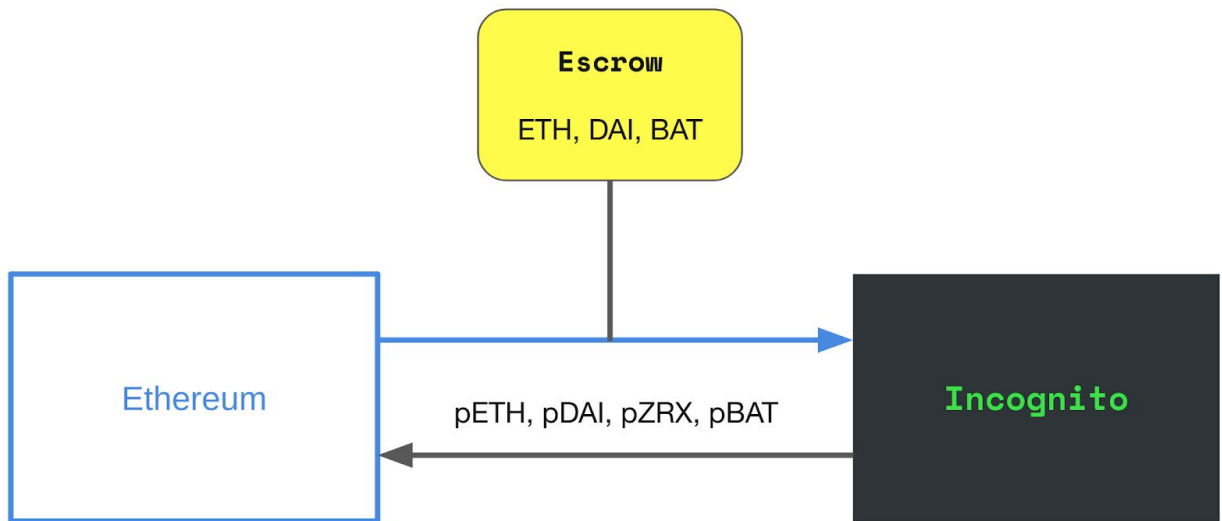 Escrow
ETH, DAI, BAT
Ethereum
pETH, pDAI, pZRX, pBAT
Incognito